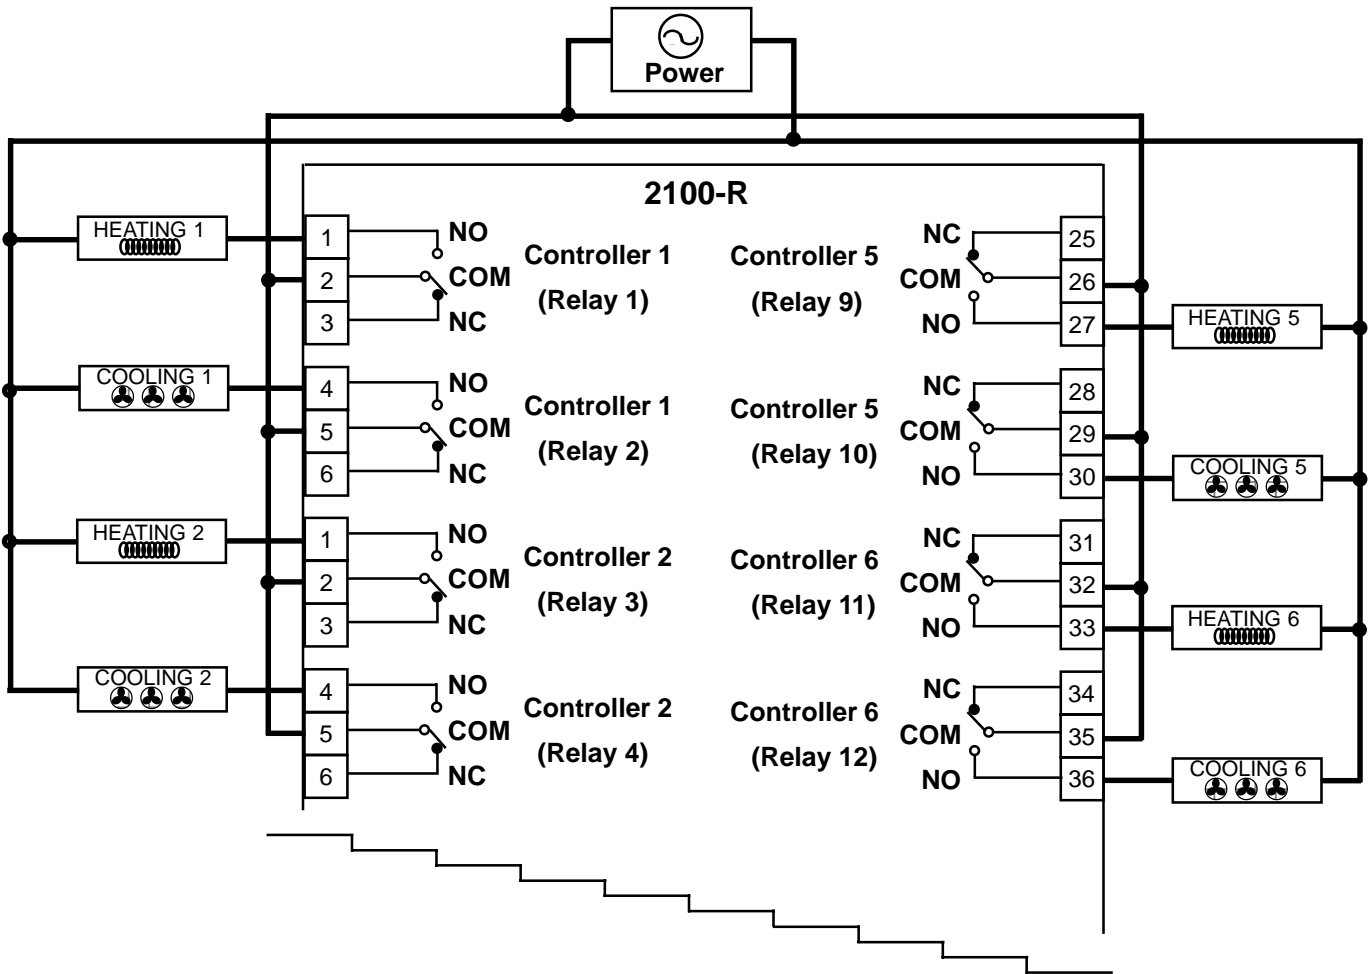 Power
2100-R
HEATING 1
1
2
3
NO
COM
NC
Controller 1
(Relay 1)
COOLING 1
4
5
6
NO
COM
NC
Controller 1
(Relay 2)
HEATING 2
1
2
3
NO
COM
NC
Controller 2
(Relay 3)
COOLING 2
4
5
6
NO
COM
NC
Controller 2
(Relay 4)
Controller 5
(Relay 9)
NC
COM
NO
25
26
27
HEATING 5
Controller 5
(Relay 10)
NC
COM
NO
28
29
30
COOLING 5
Controller 6
(Relay 11)
NC
COM
NO
31
32
33
HEATING 6
Controller 6
(Relay 12)
NC
COM
NO
34
35
36
COOLING 6